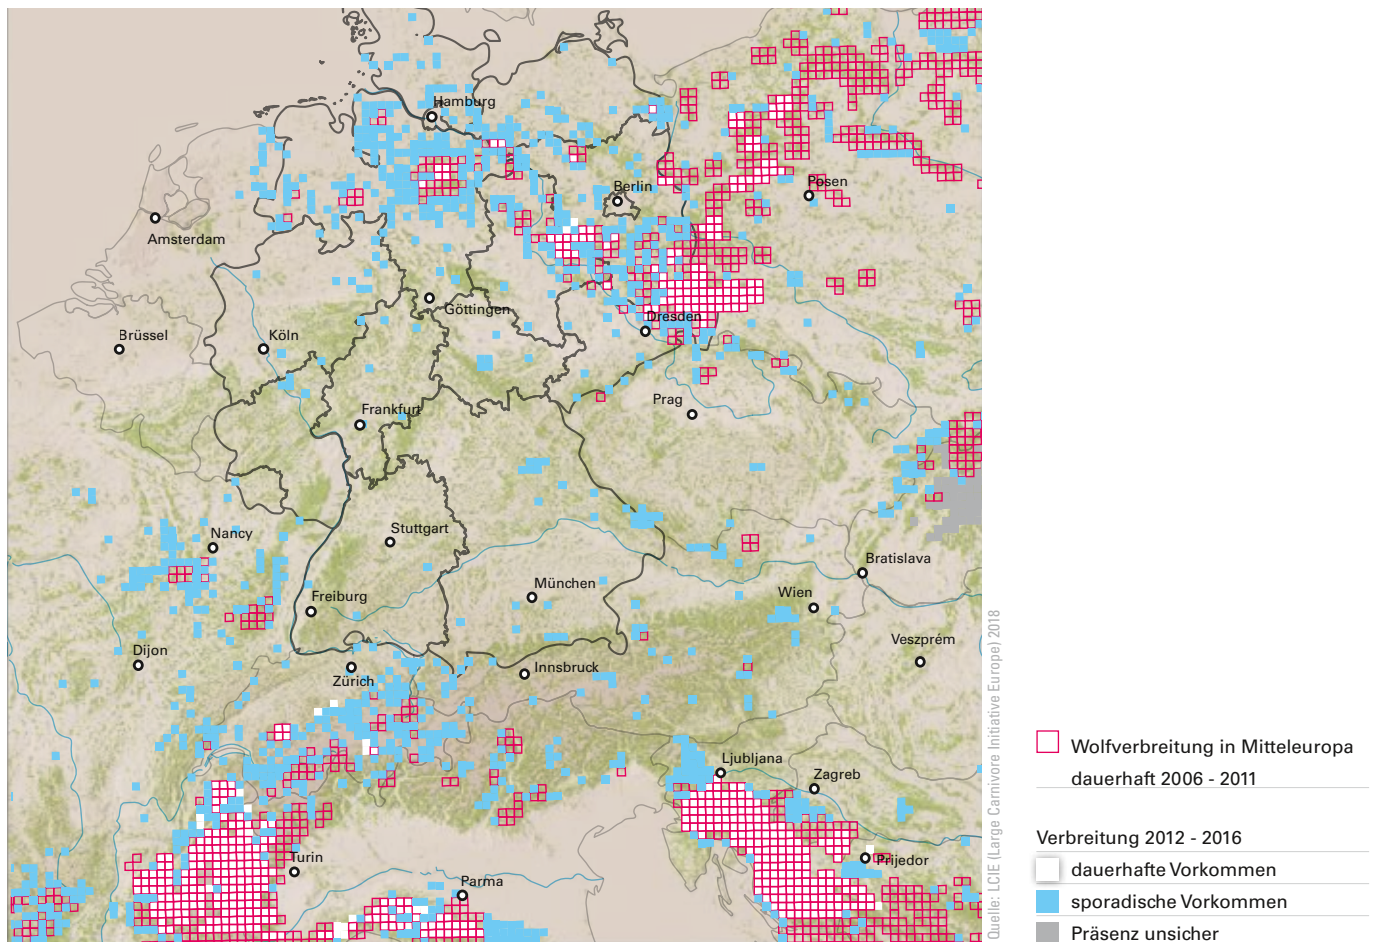 Hamburg
Berlin
Posen
Amsterdam
Göttingen
Dresden
Brüssel
Köln
Prag
Frankfurt
Nancy
Stuttgart
Bratislava
Freiburg
München
Wien
Dijon
Veszprém
Zürich
Innsbruck
Ljubljana
Zagreb
Turin
Prijedor
Parma
Quelle: LCIE (Large Carnivore Initiative Europe) 2018
Wolfverbreitung in Mitteleuropa
dauerhaft 2006 - 2011
Verbreitung 2012 - 2016
dauerhafte Vorkommen
sporadische Vorkommen
Präsenz unsicher